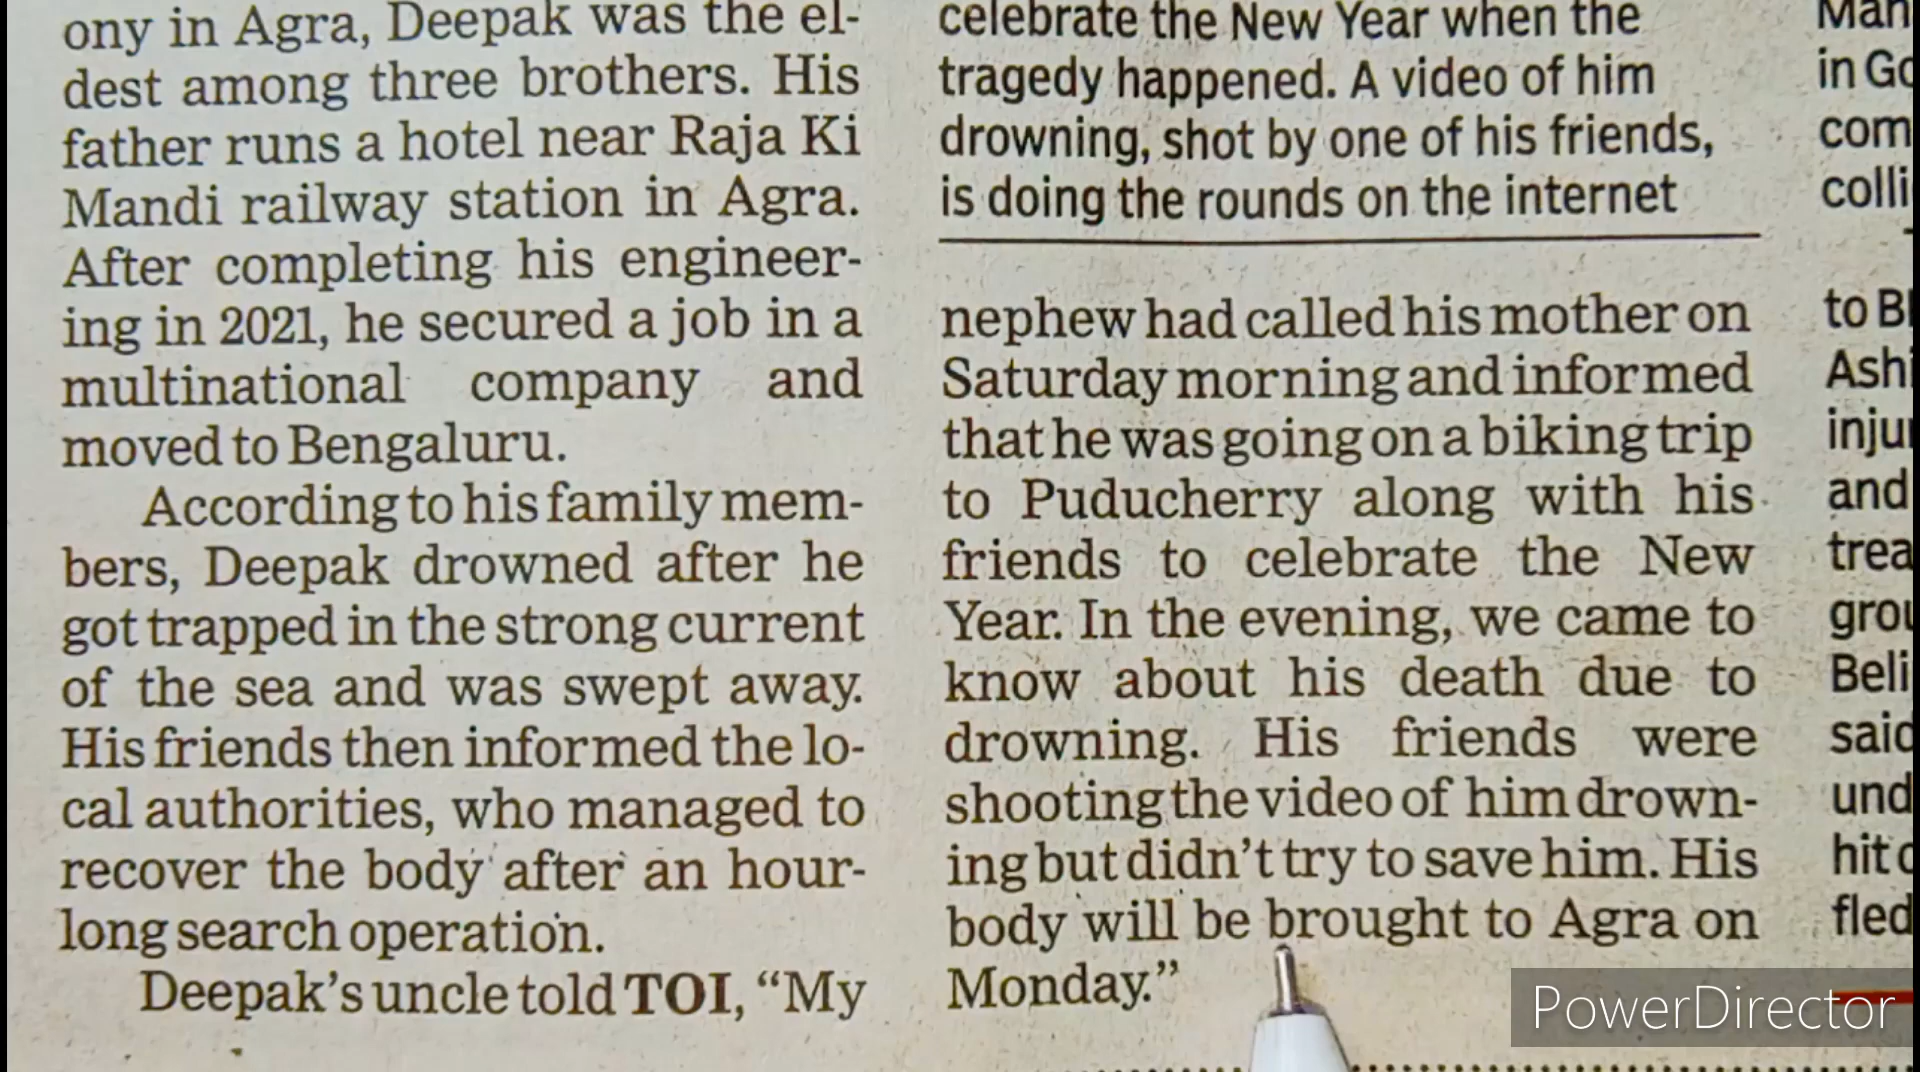 ony in Agra, Deepak was the el-
dest among three brothers. His
father runs a hotel near Raja Ki
Mandi railway station in Agra.
After completing his engineer-
ing in 2021, he secured a job in a
multinational company and
moved to Bengaluru.
According to his family mem-
bers, Deepak drowned after he
got trapped in the strong current
of the sea and was swept away.
His friends then informed the lo-
cal authorities, who managed to
recover the body after an hour-
long search operation.
Deepak's uncle told TOI, “My
celebrate the New Year when the
tragedy happened. A video of him
drowning, shot by one of his friends,
is doing the rounds on the internet
nephew had called his mother on
Saturday morning and informed
that he was going on a biking trip
to Puducherry along with his
friends to celebrate the New
Year. In the evening, we came to
know about his death due to
drowning. His friends were
shooting the video of him drown-
ing but didn't try to save him. His
body will be brought to Agra on
Monday.”
in
com
colli
to
and
said
hit
fled
PowerDirector